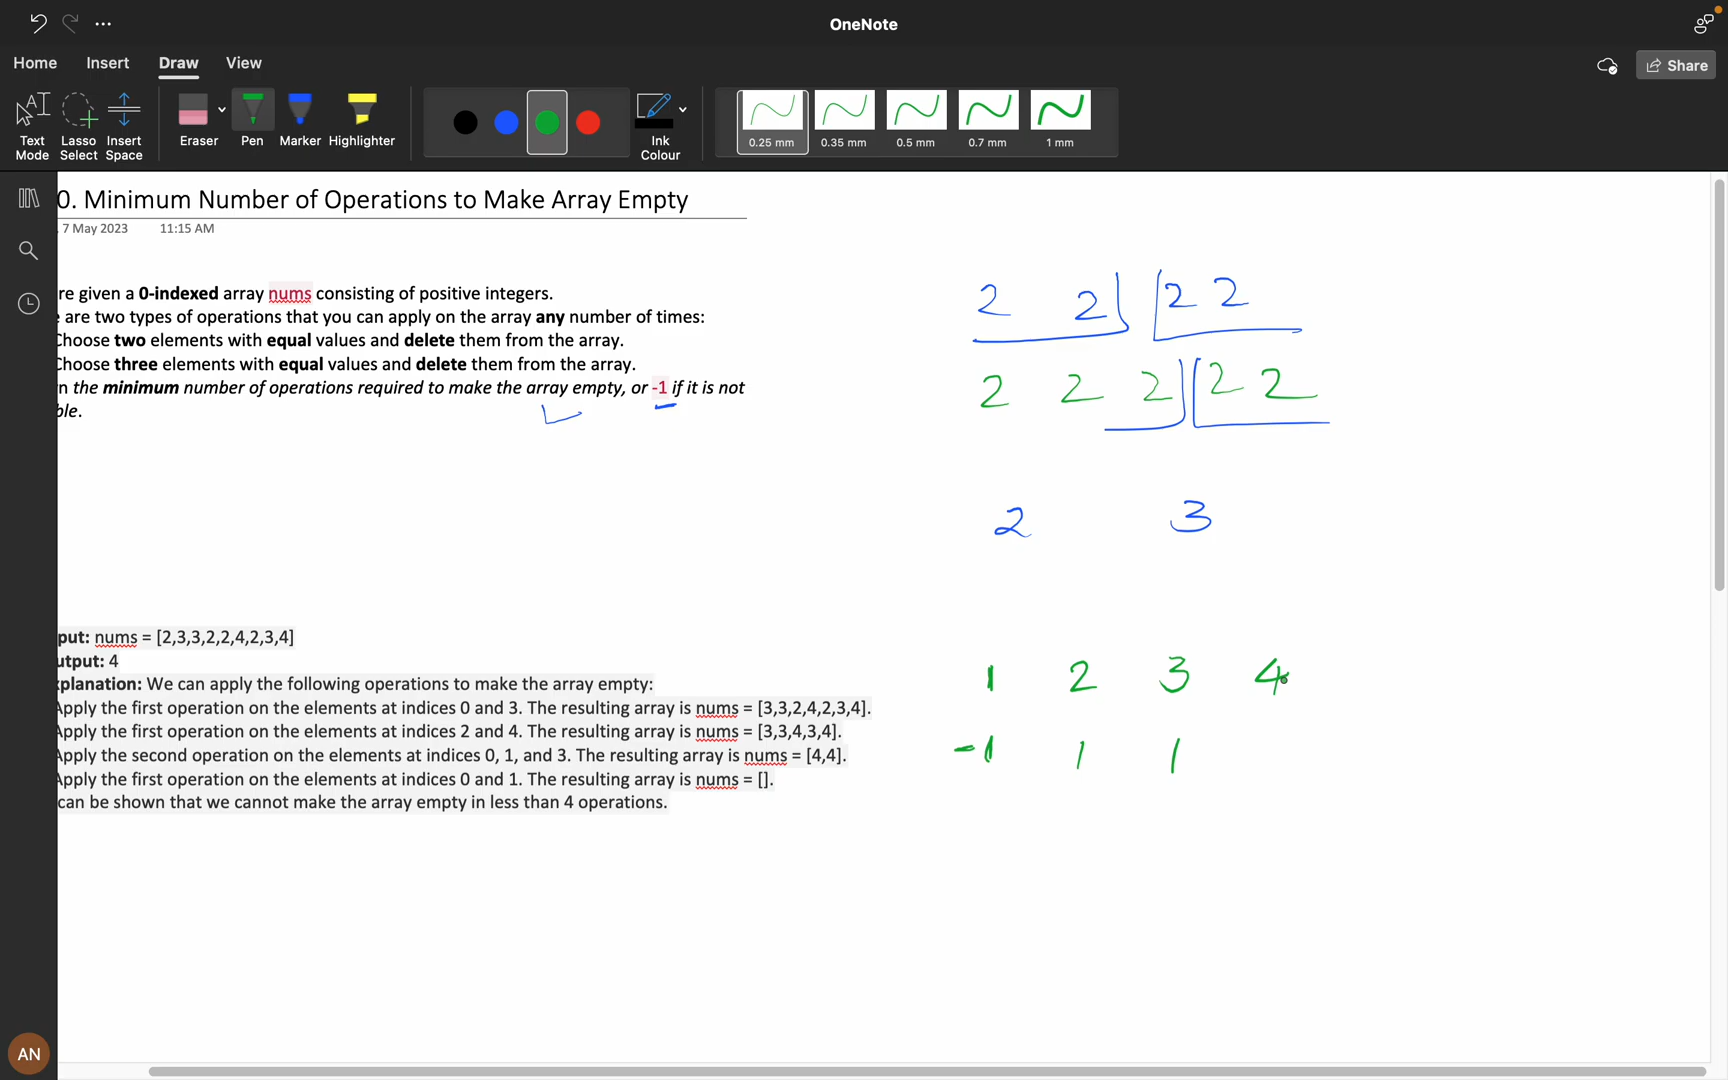 OneNote
Home Insert Draw View
Share
Text Mode
Lasso Select
Insert Space
Eraser
Pen
Marker
Highlighter
Ink Colour
0.25 mm
0.35 mm
0.5 mm
0.7 mm
1 mm
0. Minimum Number of Operations to Make Array Empty
7 May 2023 11:15 AM
re given a 0-indexed array nums consisting of positive integers.
e are two types of operations that you can apply on the array any number of times:
Choose two elements with equal values and delete them from the array.
Choose three elements with equal values and delete them from the array.
n the minimum number of operations required to make the array empty, or -1 if it is not
ble.
2 2 2 2
2 2 2 2 2
2 3
put: nums = [2,3,3,2,2,4,2,3,4]
utput: 4
xplanation: We can apply the following operations to make the array empty:
Apply the first operation on the elements at indices 0 and 3. The resulting array is nums = [3,3,2,4,2,3,4].
Apply the first operation on the elements at indices 2 and 4. The resulting array is nums = [3,3,4,3,4].
Apply the second operation on the elements at indices 0, 1, and 3. The resulting array is nums = [4,4].
Apply the first operation on the elements at indices 0 and 1. The resulting array is nums = [].
can be shown that we cannot make the array empty in less than 4 operations.
1 2 3 4
-1 1 1
AN